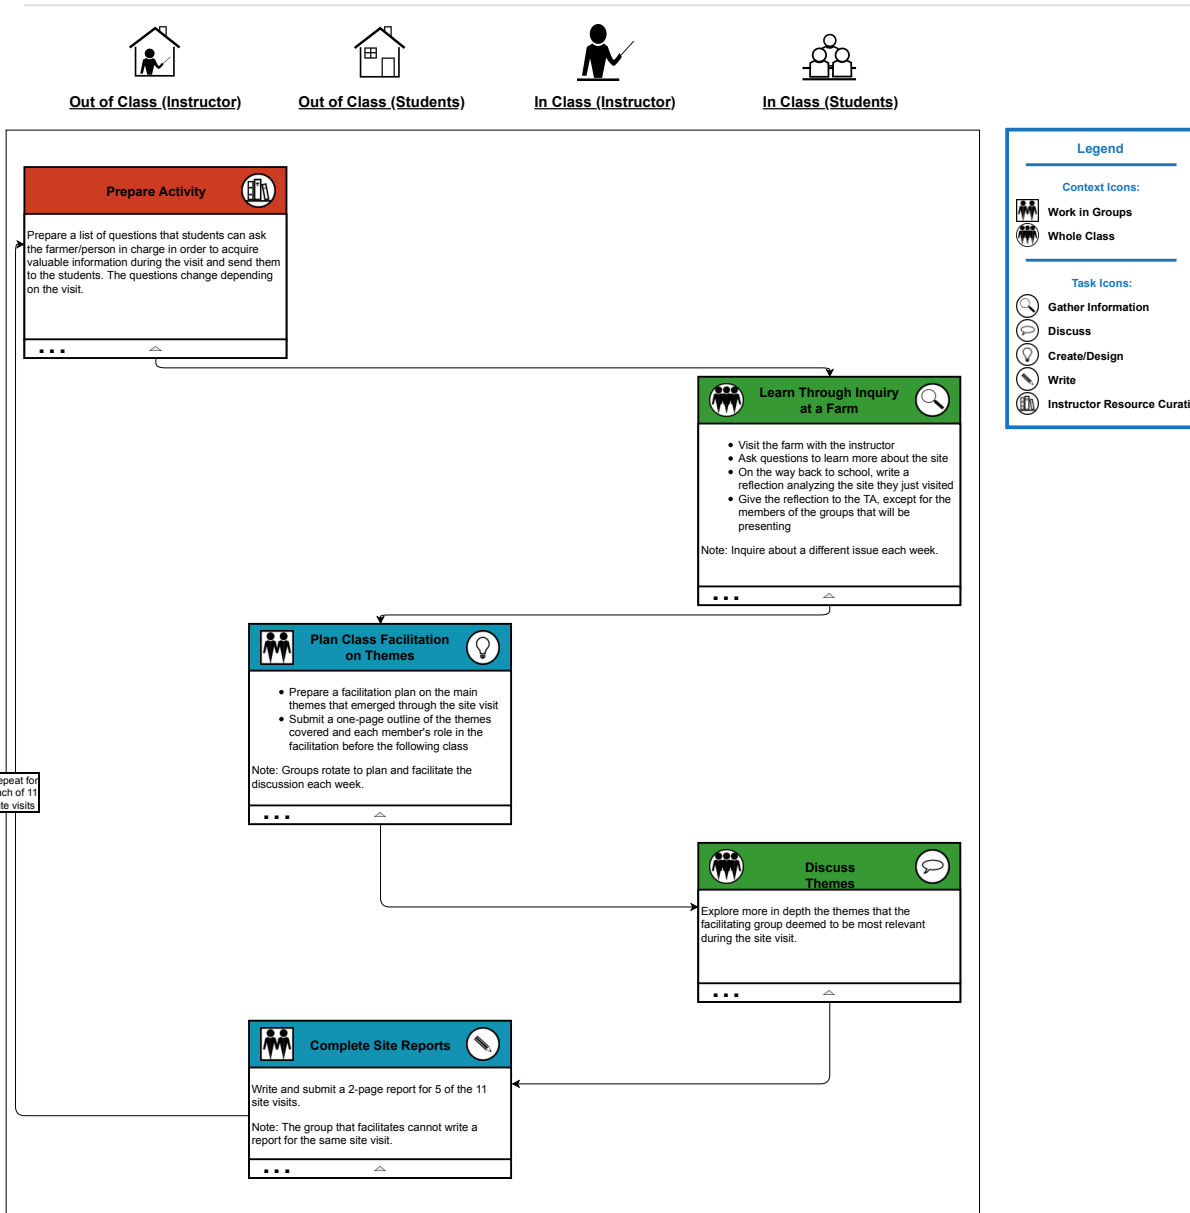 Out of Class (Instructor)
Out of Class (Students)
In Class (Instructor)
In Class (Students)
Legend
Context Icons:
Work in Groups
Whole Class
Task Icons:
Gather Information
Discuss
Create/Design
Write
Instructor Resource Curati
Prepare Activity
Prepare a list of questions that students can ask
the farmer/person in charge in order to acquire
valuable information during the visit and send them
to the students. The questions change depending
on the visit.
Learn Through Inquiry
at a Farm
Visit the farm with the instructor
Ask questions to learn more about the site
On the way back to school, write a
reflection analyzing the site they just visited
Give the reflection to the TA, except for the
members of the groups that will be
presenting
Note: Inquire about a different issue each week.
Plan Class Facilitation
on Themes
Prepare a facilitation plan on the main
themes that emerged through the site visit
Submit a one-page outline of the themes
covered and each member's role in the
facilitation before the following class
Note: Groups rotate to plan and facilitate the
discussion each week.
epeat for
ach of 11
ite visits
Discuss
Themes
Explore more in depth the themes that the
facilitating group deemed to be most relevant
during the site visit.
Complete Site Reports
Write and submit a 2-page report for 5 of the 11
site visits.
Note: The group that facilitates cannot write a
report for the same site visit.